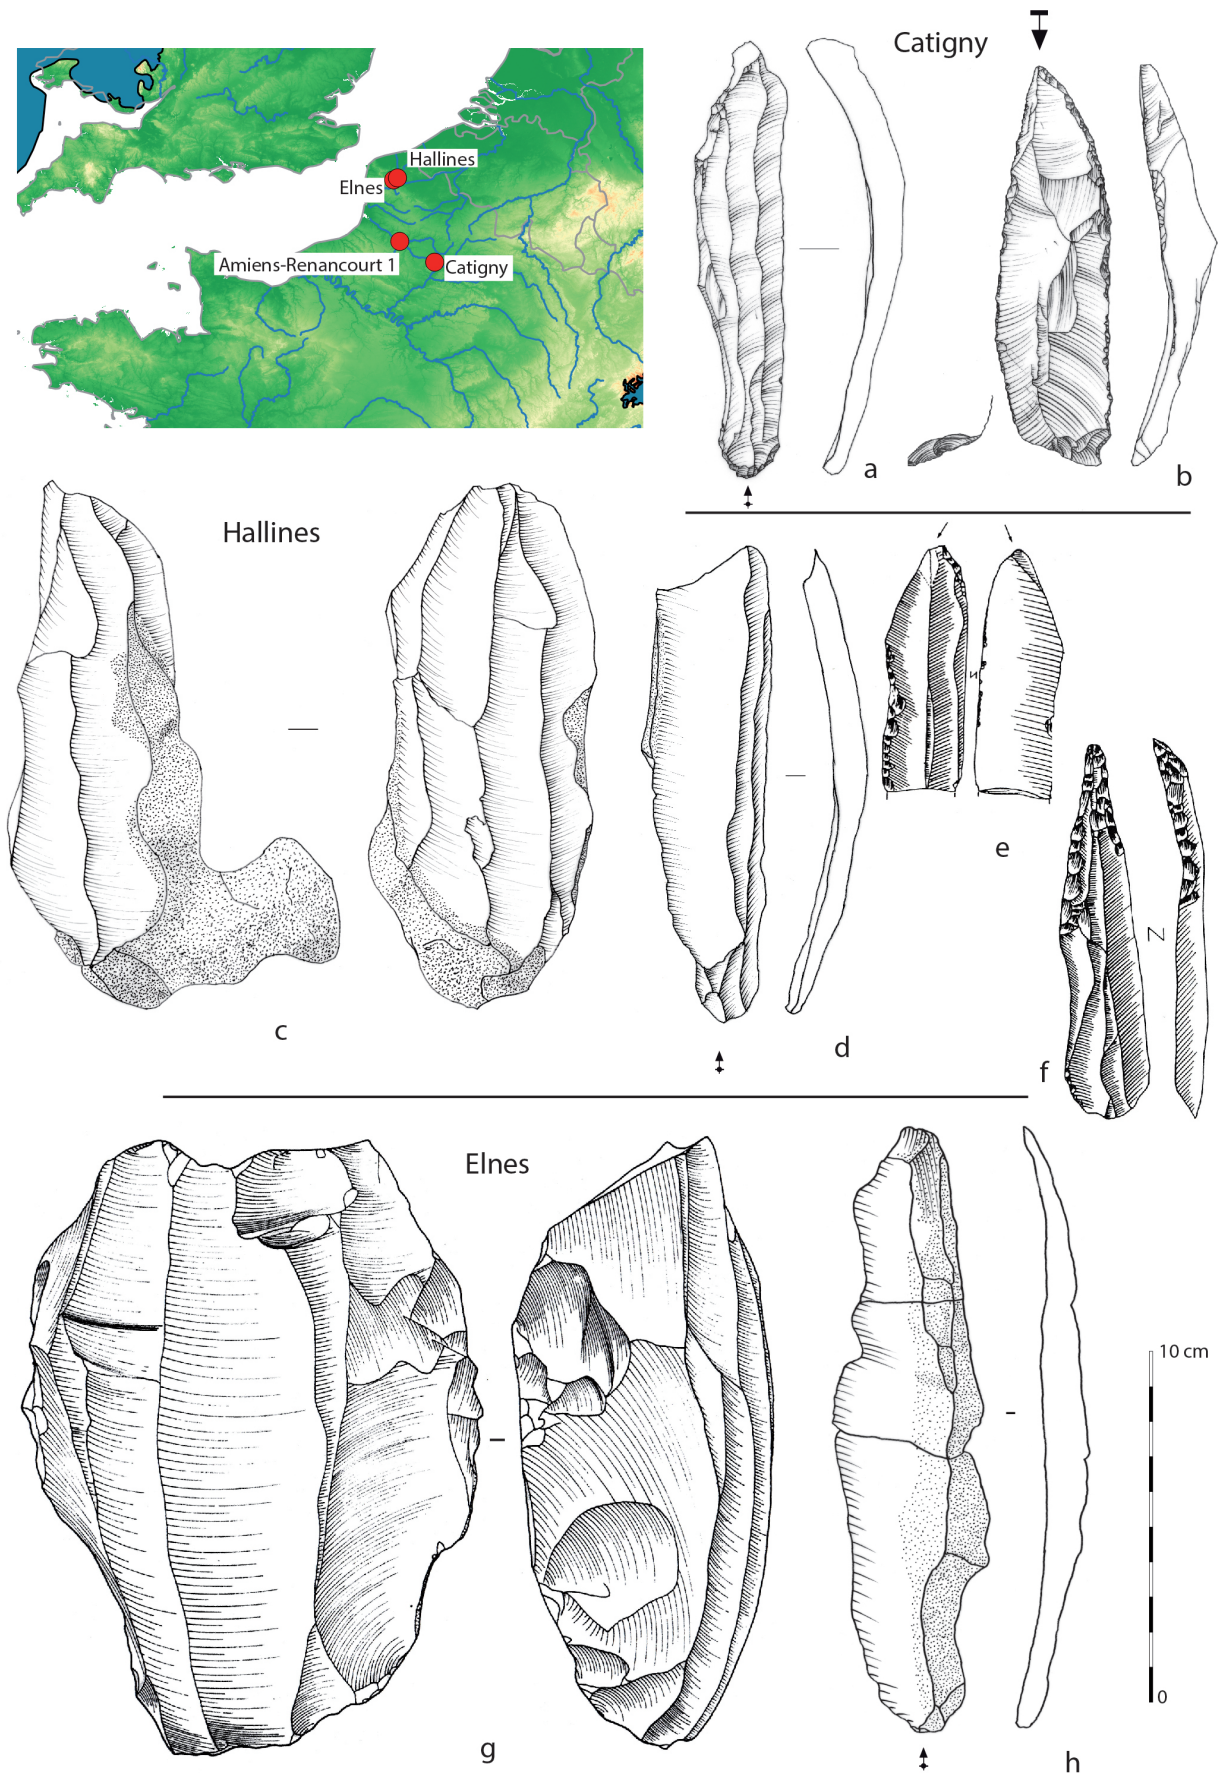 Catigny
Hallines
Elnes
Amiens-Renancourt 1
Catigny
a
b
Hallines
c
d
e
f
Elnes
10 cm
0
g
h